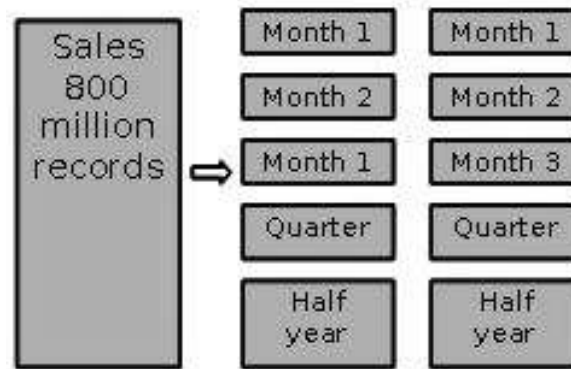 Sales
800
million
records
Month 1
Month 2
Month 1
Quarter
Half
year
Month 1
Month 2
Month 3
Quarter
Half
year